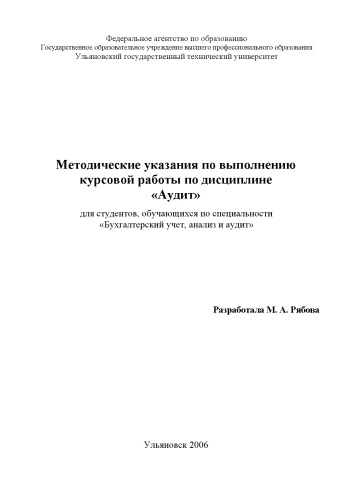 Федеральное агентство по образованию
Государственное образовательное учреждение высшего профессионального образования
Ульяновский государственный технический университет
Методические указания по выполнению
курсовой работы по дисциплине
«Аудит»
для студентов, обучающихся по специальности
«Бухгалтерский учет, анализ и аудит»
Разработала М. А. Рябова
Ульяновск 2006